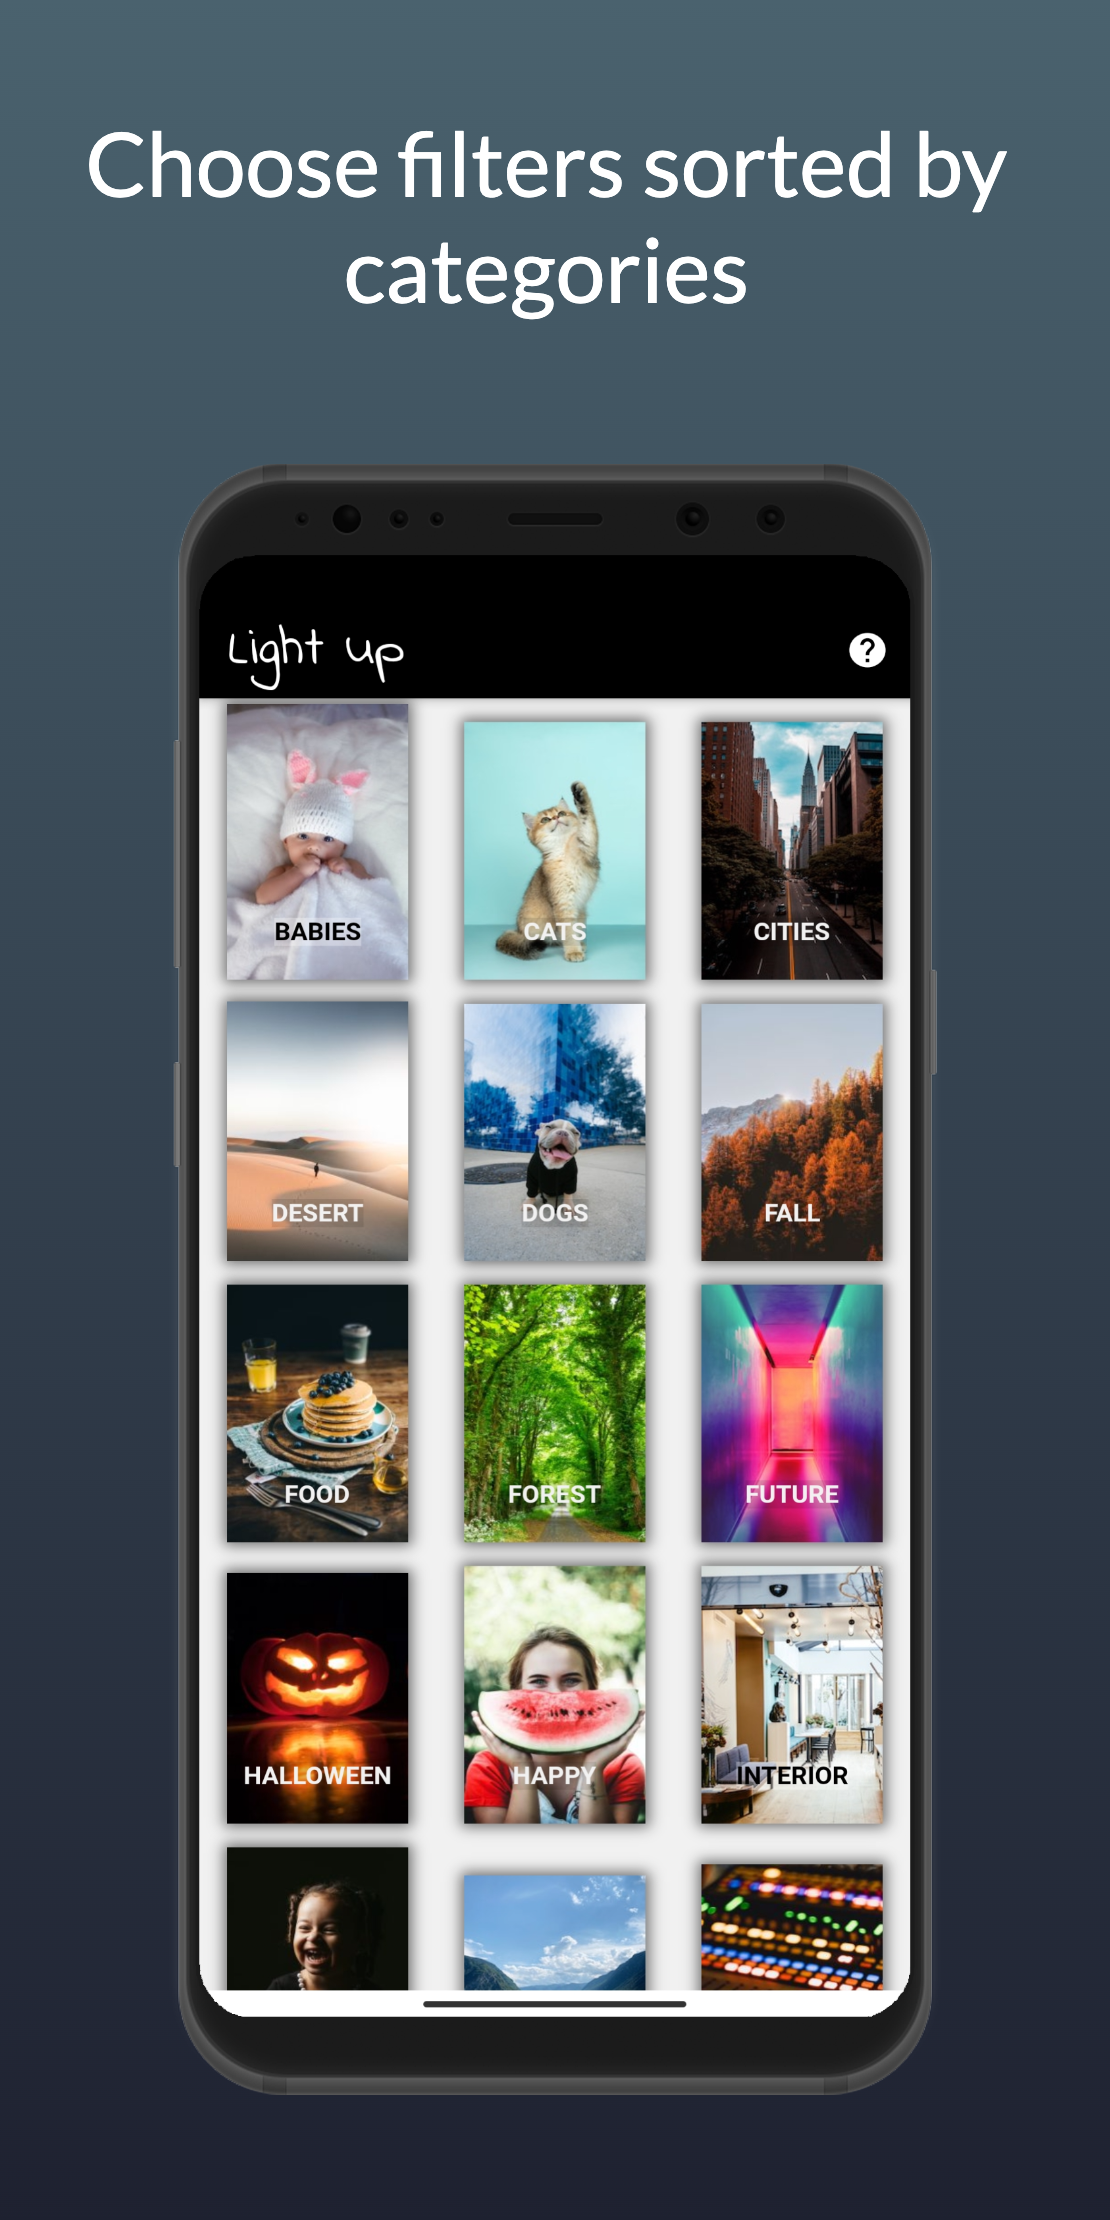 Choose filters sorted by
categories
Light Up
?
BABIES
CATS
CITIES
DESERT
DOGS
FALL
FOOD
FOREST
FUTURE
HALLOWEEN
HAPPY
INTERIOR